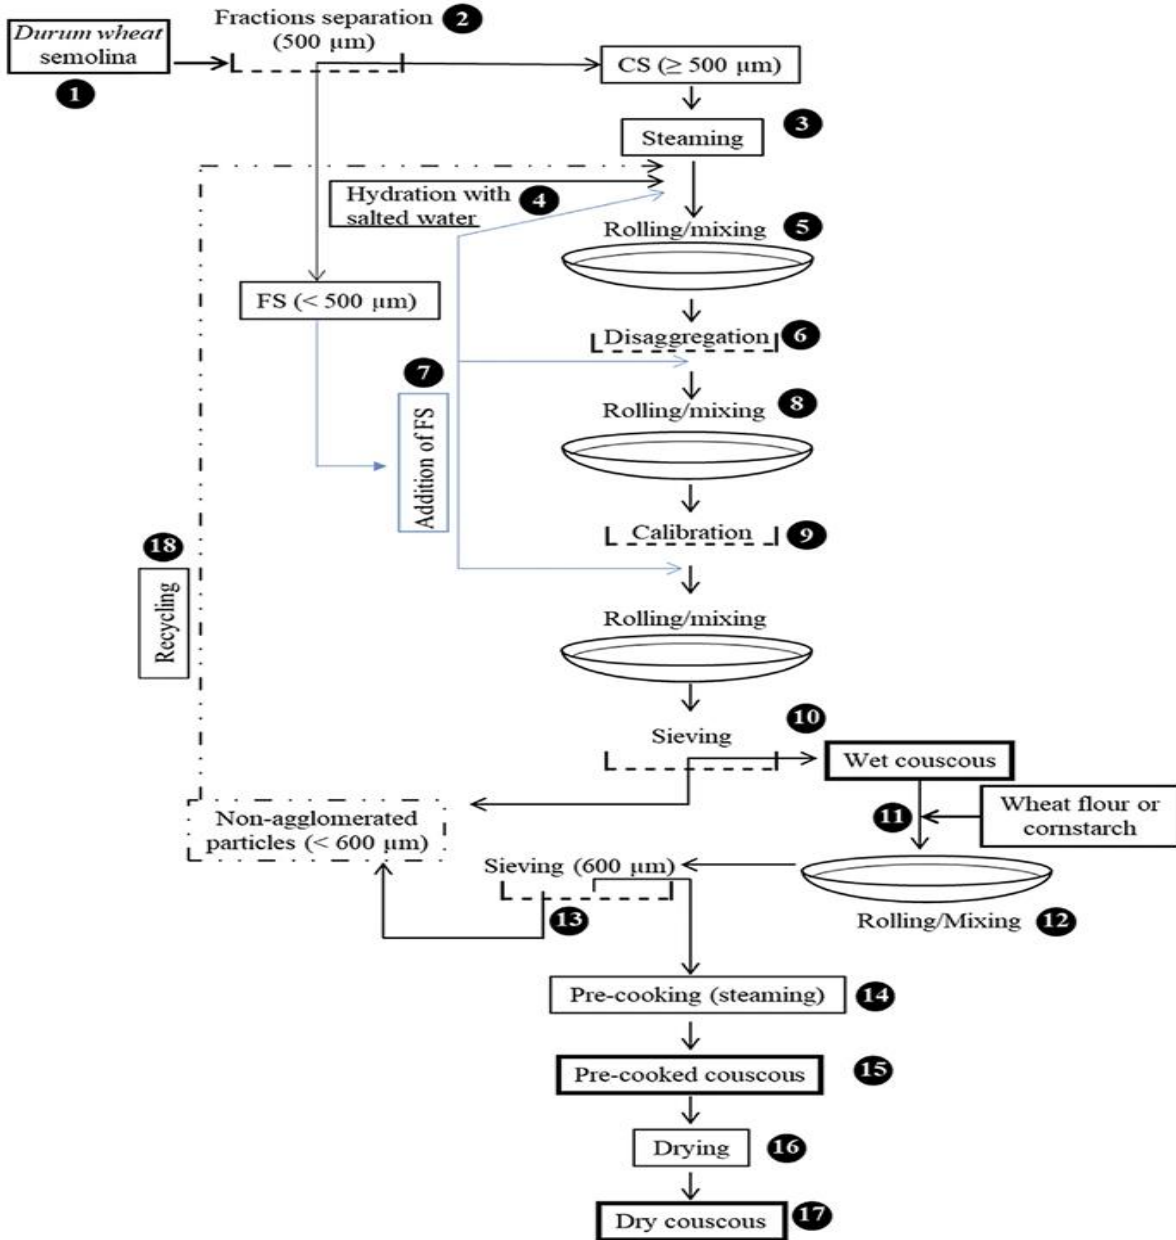 Durum wheat
semolina
1
Fractions separation
(500 µm)
2
CS (≥ 500 µm)
Steaming
3
Hydration with
salted water
4
Rolling/mixing
5
FS (< 500 µm)
Disaggregation
6
7
Addition of FS
Rolling/mixing
8
Calibration
9
18
Recycling
Rolling/mixing
Sieving
10
Wet couscous
11
Wheat flour or
cornstarch
Non-agglomerated
particles (< 600 µm)
Sieving (600 µm)
13
Rolling/Mixing
12
Pre-cooking (steaming)
14
Pre-cooked couscous
15
Drying
16
Dry couscous
17